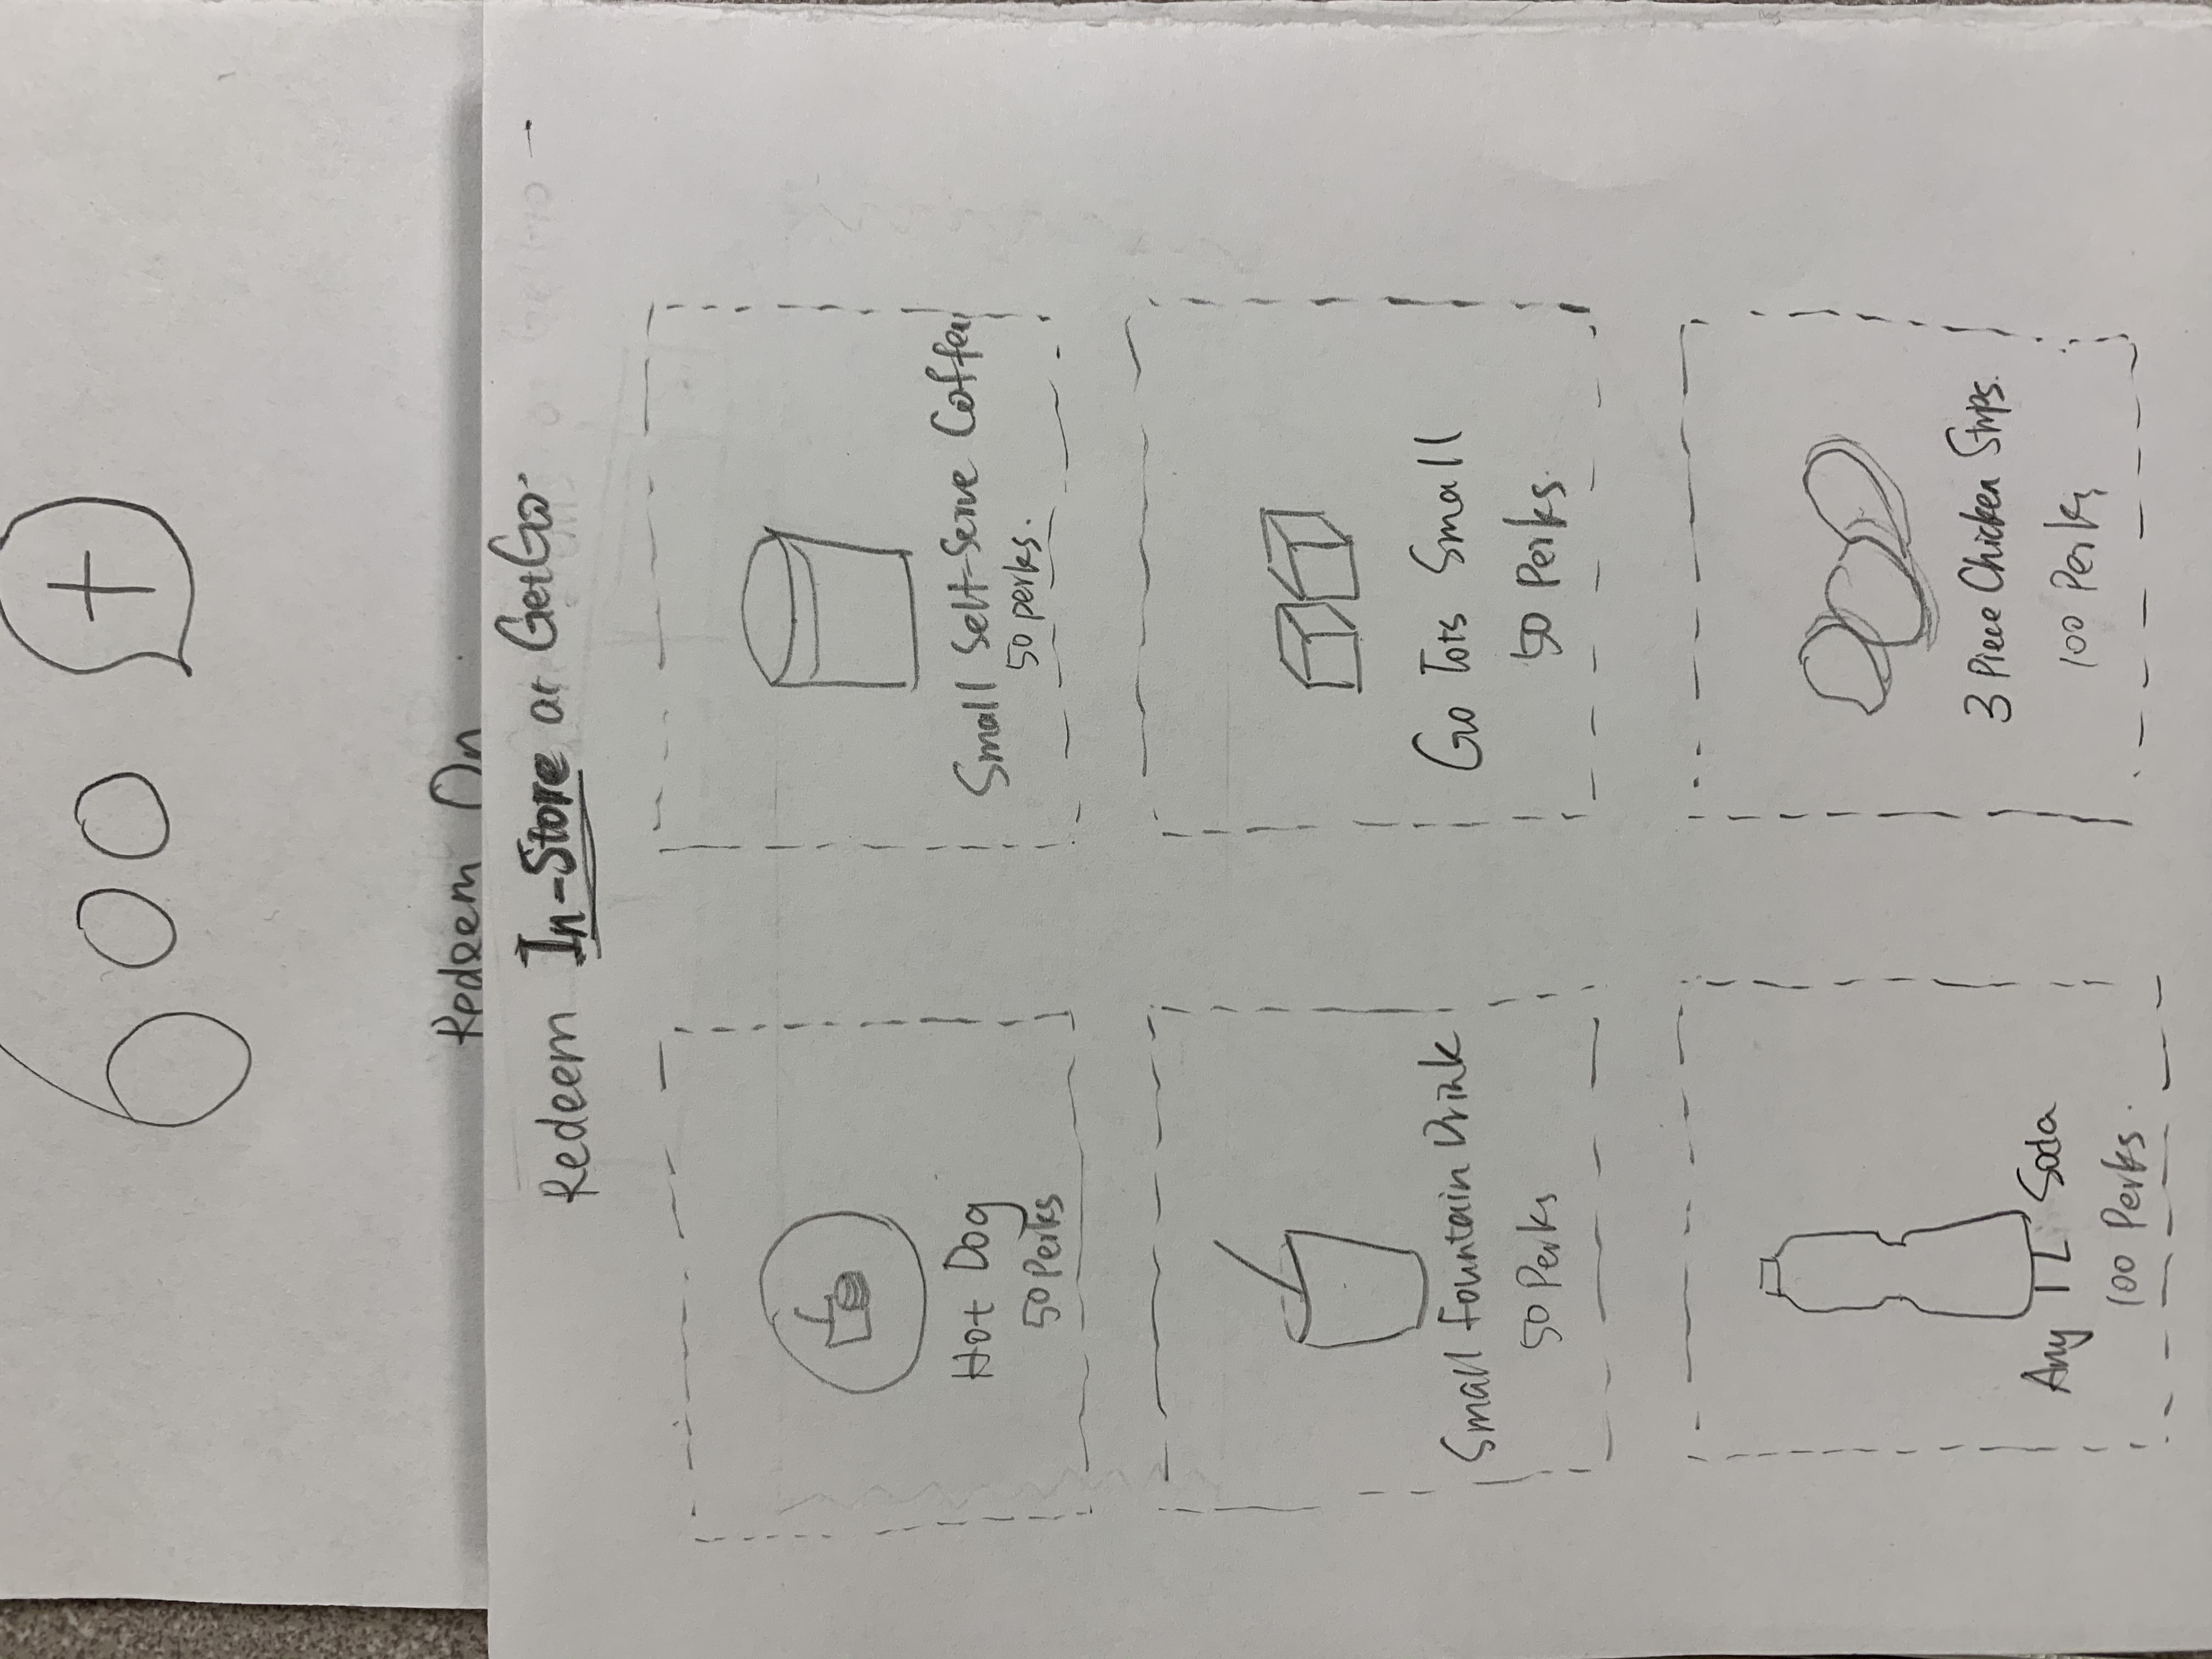 600 +
Redeem On
Redeem In-Store at GetGo.
Hot Dog
50 Perks
Small Self-Serve Coffee
50 perks.
Small Fountain Drink
50 Perks
Go Tots Small
50 Perks.
Any 1L Soda
100 Perks.
3 Piece Chicken Strips.
100 Perks